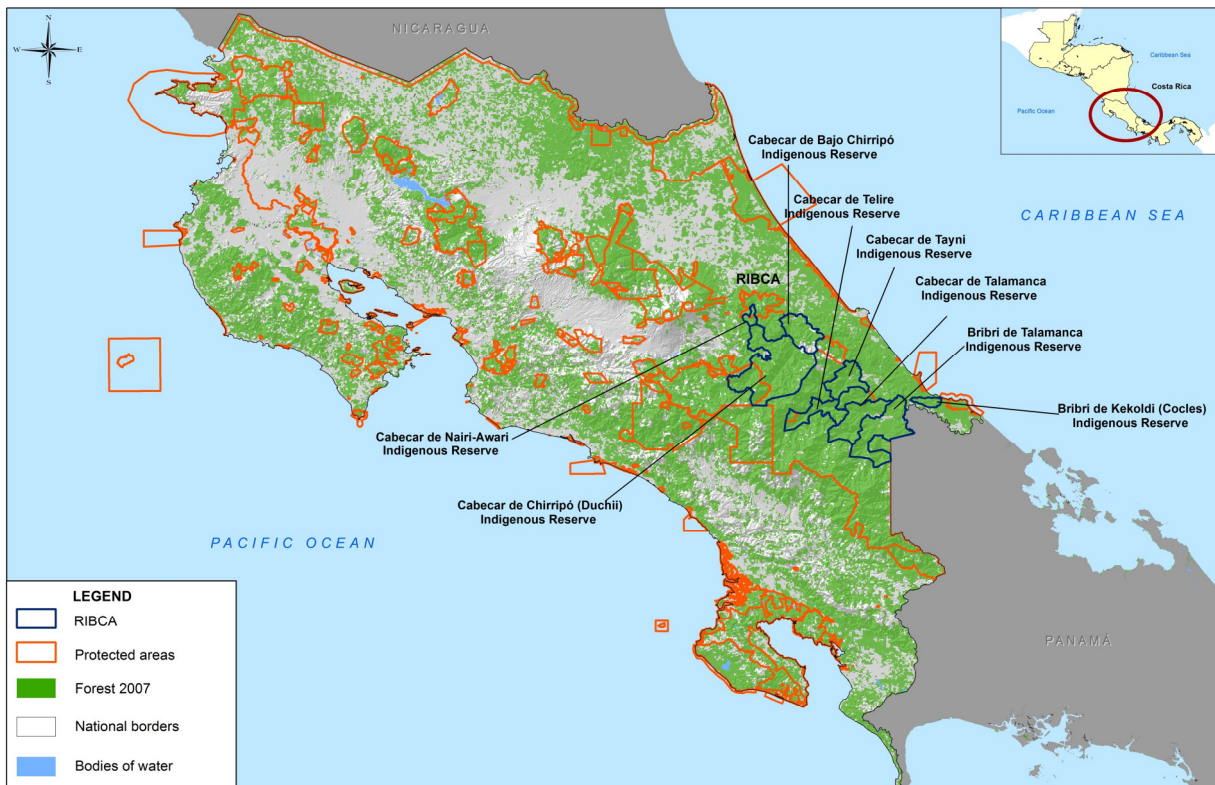 N
W
E
S
NICARAGUA
Caribbean Sea
Costa Rica
Pacific Ocean
Cabecar de Bajo Chirripó
Indigenous Reserve
Cabecar de Telire
Indigenous Reserve
CARIBBEAN SEA
Cabecar de Tayni
Indigenous Reserve
RIBCA
Cabecar de Talamanca
Indigenous Reserve
Bribri de Talamanca
Indigenous Reserve
Bribri de Kekoldi (Cocles)
Indigenous Reserve
Cabecar de Nairi-Awari
Indigenous Reserve
Cabecar de Chirripó (Duchii)
Indigenous Reserve
PACIFIC OCEAN
PANAMÁ
LEGEND
RIBCA
Protected areas
Forest 2007
National borders
Bodies of water